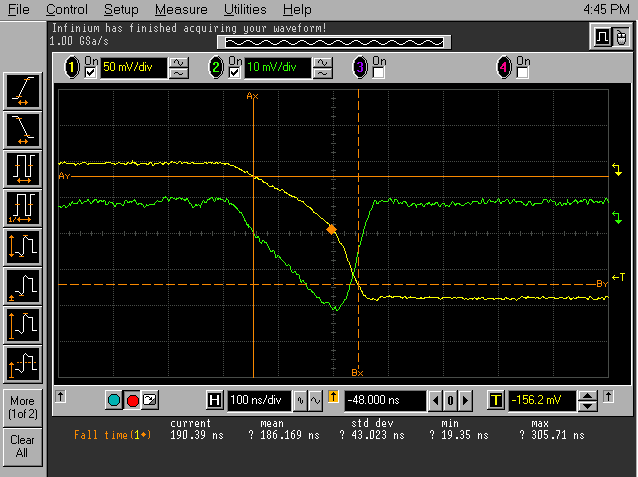 File Control Setup Measure Utilities Help 4:45 PM
Infinium has finished acquiring your waveform!
1.00 GSa/s
1 On 50 mV/div 2 On 10 mV/div 3 On 4 On
Ax
Ay
T
By
Bx
More
(1 of 2)
Clear
All
H 100 ns/div -48.000 ns 0 T -156.2 mV
current mean std dev min max
Fall time(1◆) 190.39 ns ? 186.169 ns ? 43.023 ns ? 19.35 ns ? 305.71 ns